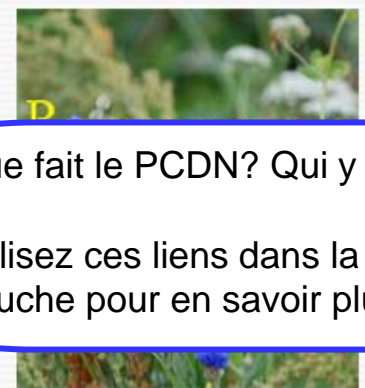 P
ue fait le PCDN? Qui y
lisez ces liens dans la
uche pour en savoir plu